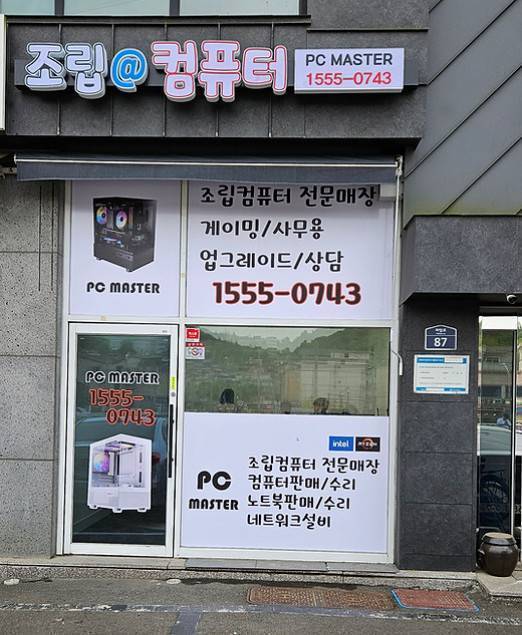 조립@컴퓨터
PC MASTER
1555-0743
조립컴퓨터 전문매장
게이밍/사무용
업그레이드/상담
1555-0743
PC MASTER
PC MASTER
1555-
0743
87
intel
조립컴퓨터 전문매장
컴퓨터판매/수리
노트북판매/수리
네트워크설비
PC
MASTER